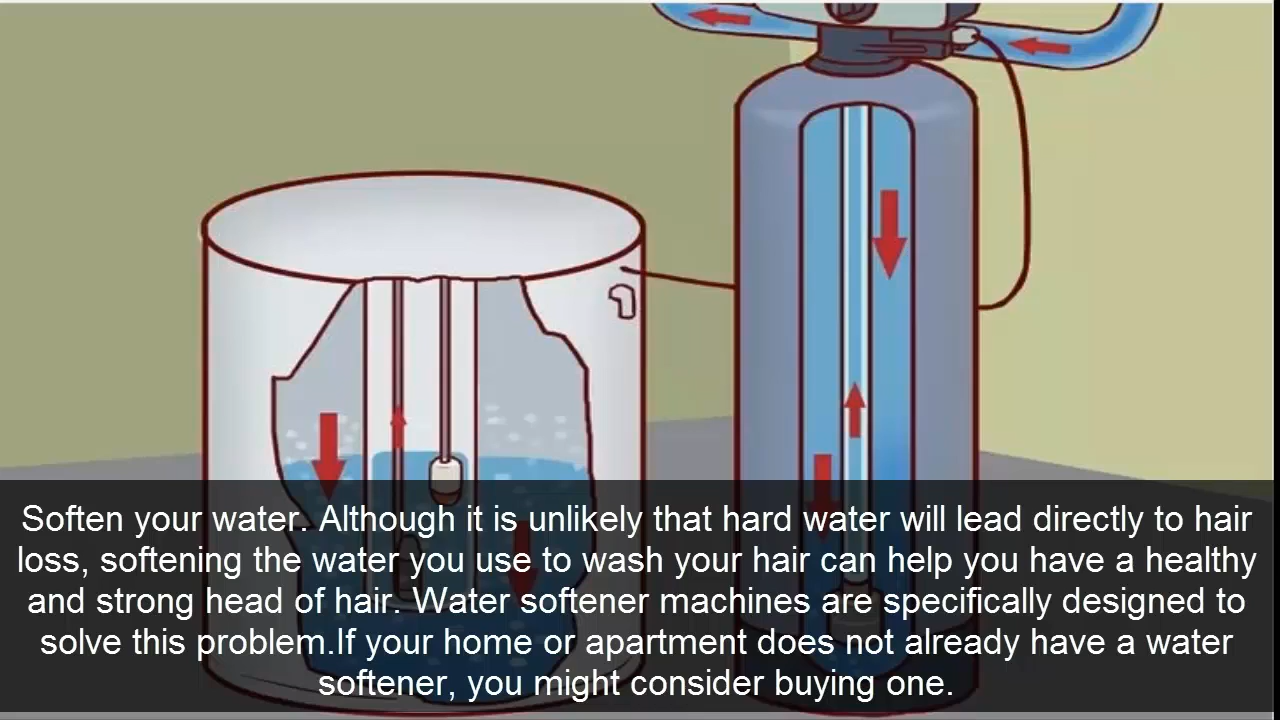 Soften your water. Although it is unlikely that hard water will lead directly to hair
loss, softening the water you use to wash your hair can help you have a healthy
and strong head of hair. Water softener machines are specifically designed to
solve this problem.If your home or apartment does not already have a water
softener, you might consider buying one.